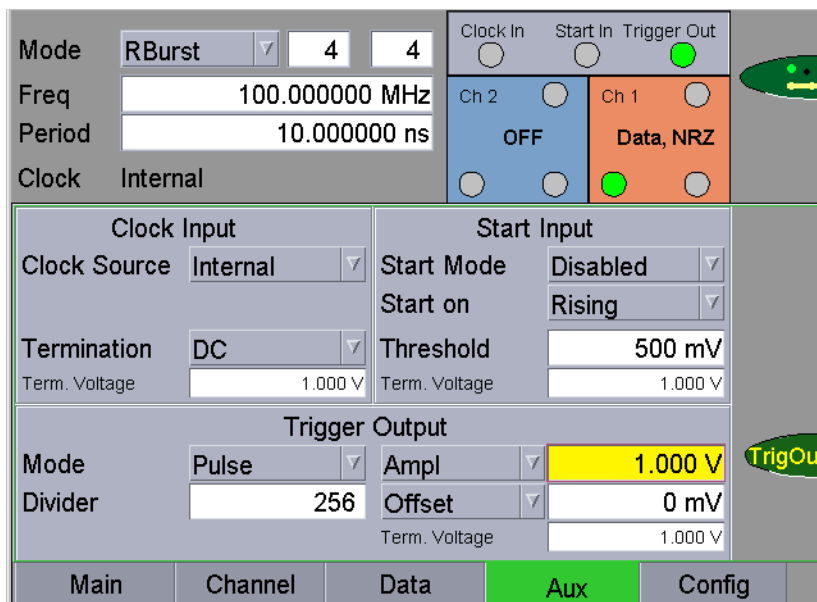 Mode RBurst 4 4
Freq 100.000000 MHz
Period 10.000000 ns
Clock Internal
Clock In Start In Trigger Out
Ch 2 Ch 1
OFF Data, NRZ
Clock Input
Clock Source Internal
Termination DC
Term. Voltage 1.000 V
Start Input
Start Mode Disabled
Start on Rising
Threshold 500 mV
Term. Voltage 1.000 V
Trigger Output
Mode Pulse Ampl 1.000 V
Divider 256 Offset 0 mV
Term. Voltage 1.000 V
TrigOu
Main Channel Data Aux Config